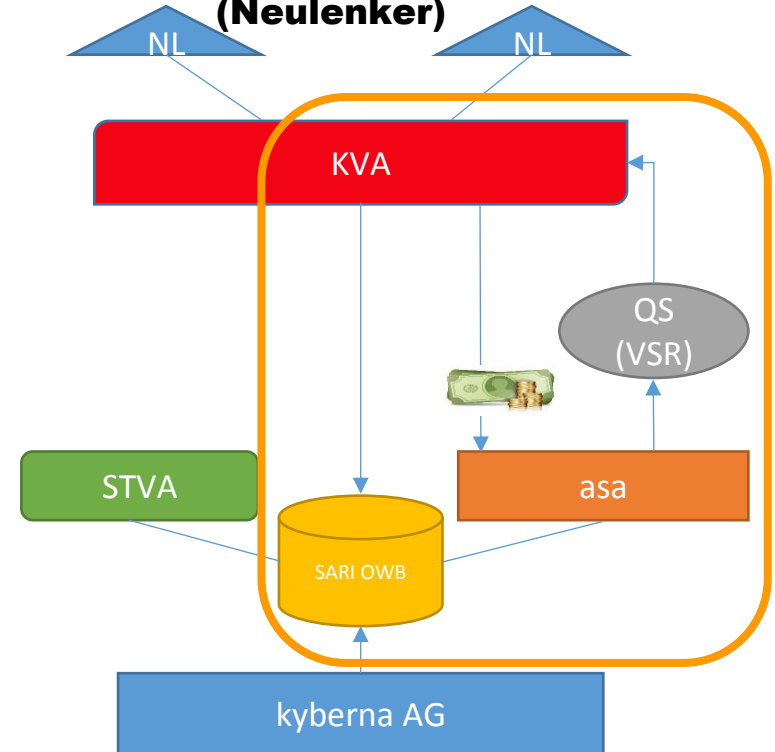 (Neulenker)
NL
NL
KVA
QS
(VSR)
STVA
asa
SARI OWB
kyberna AG